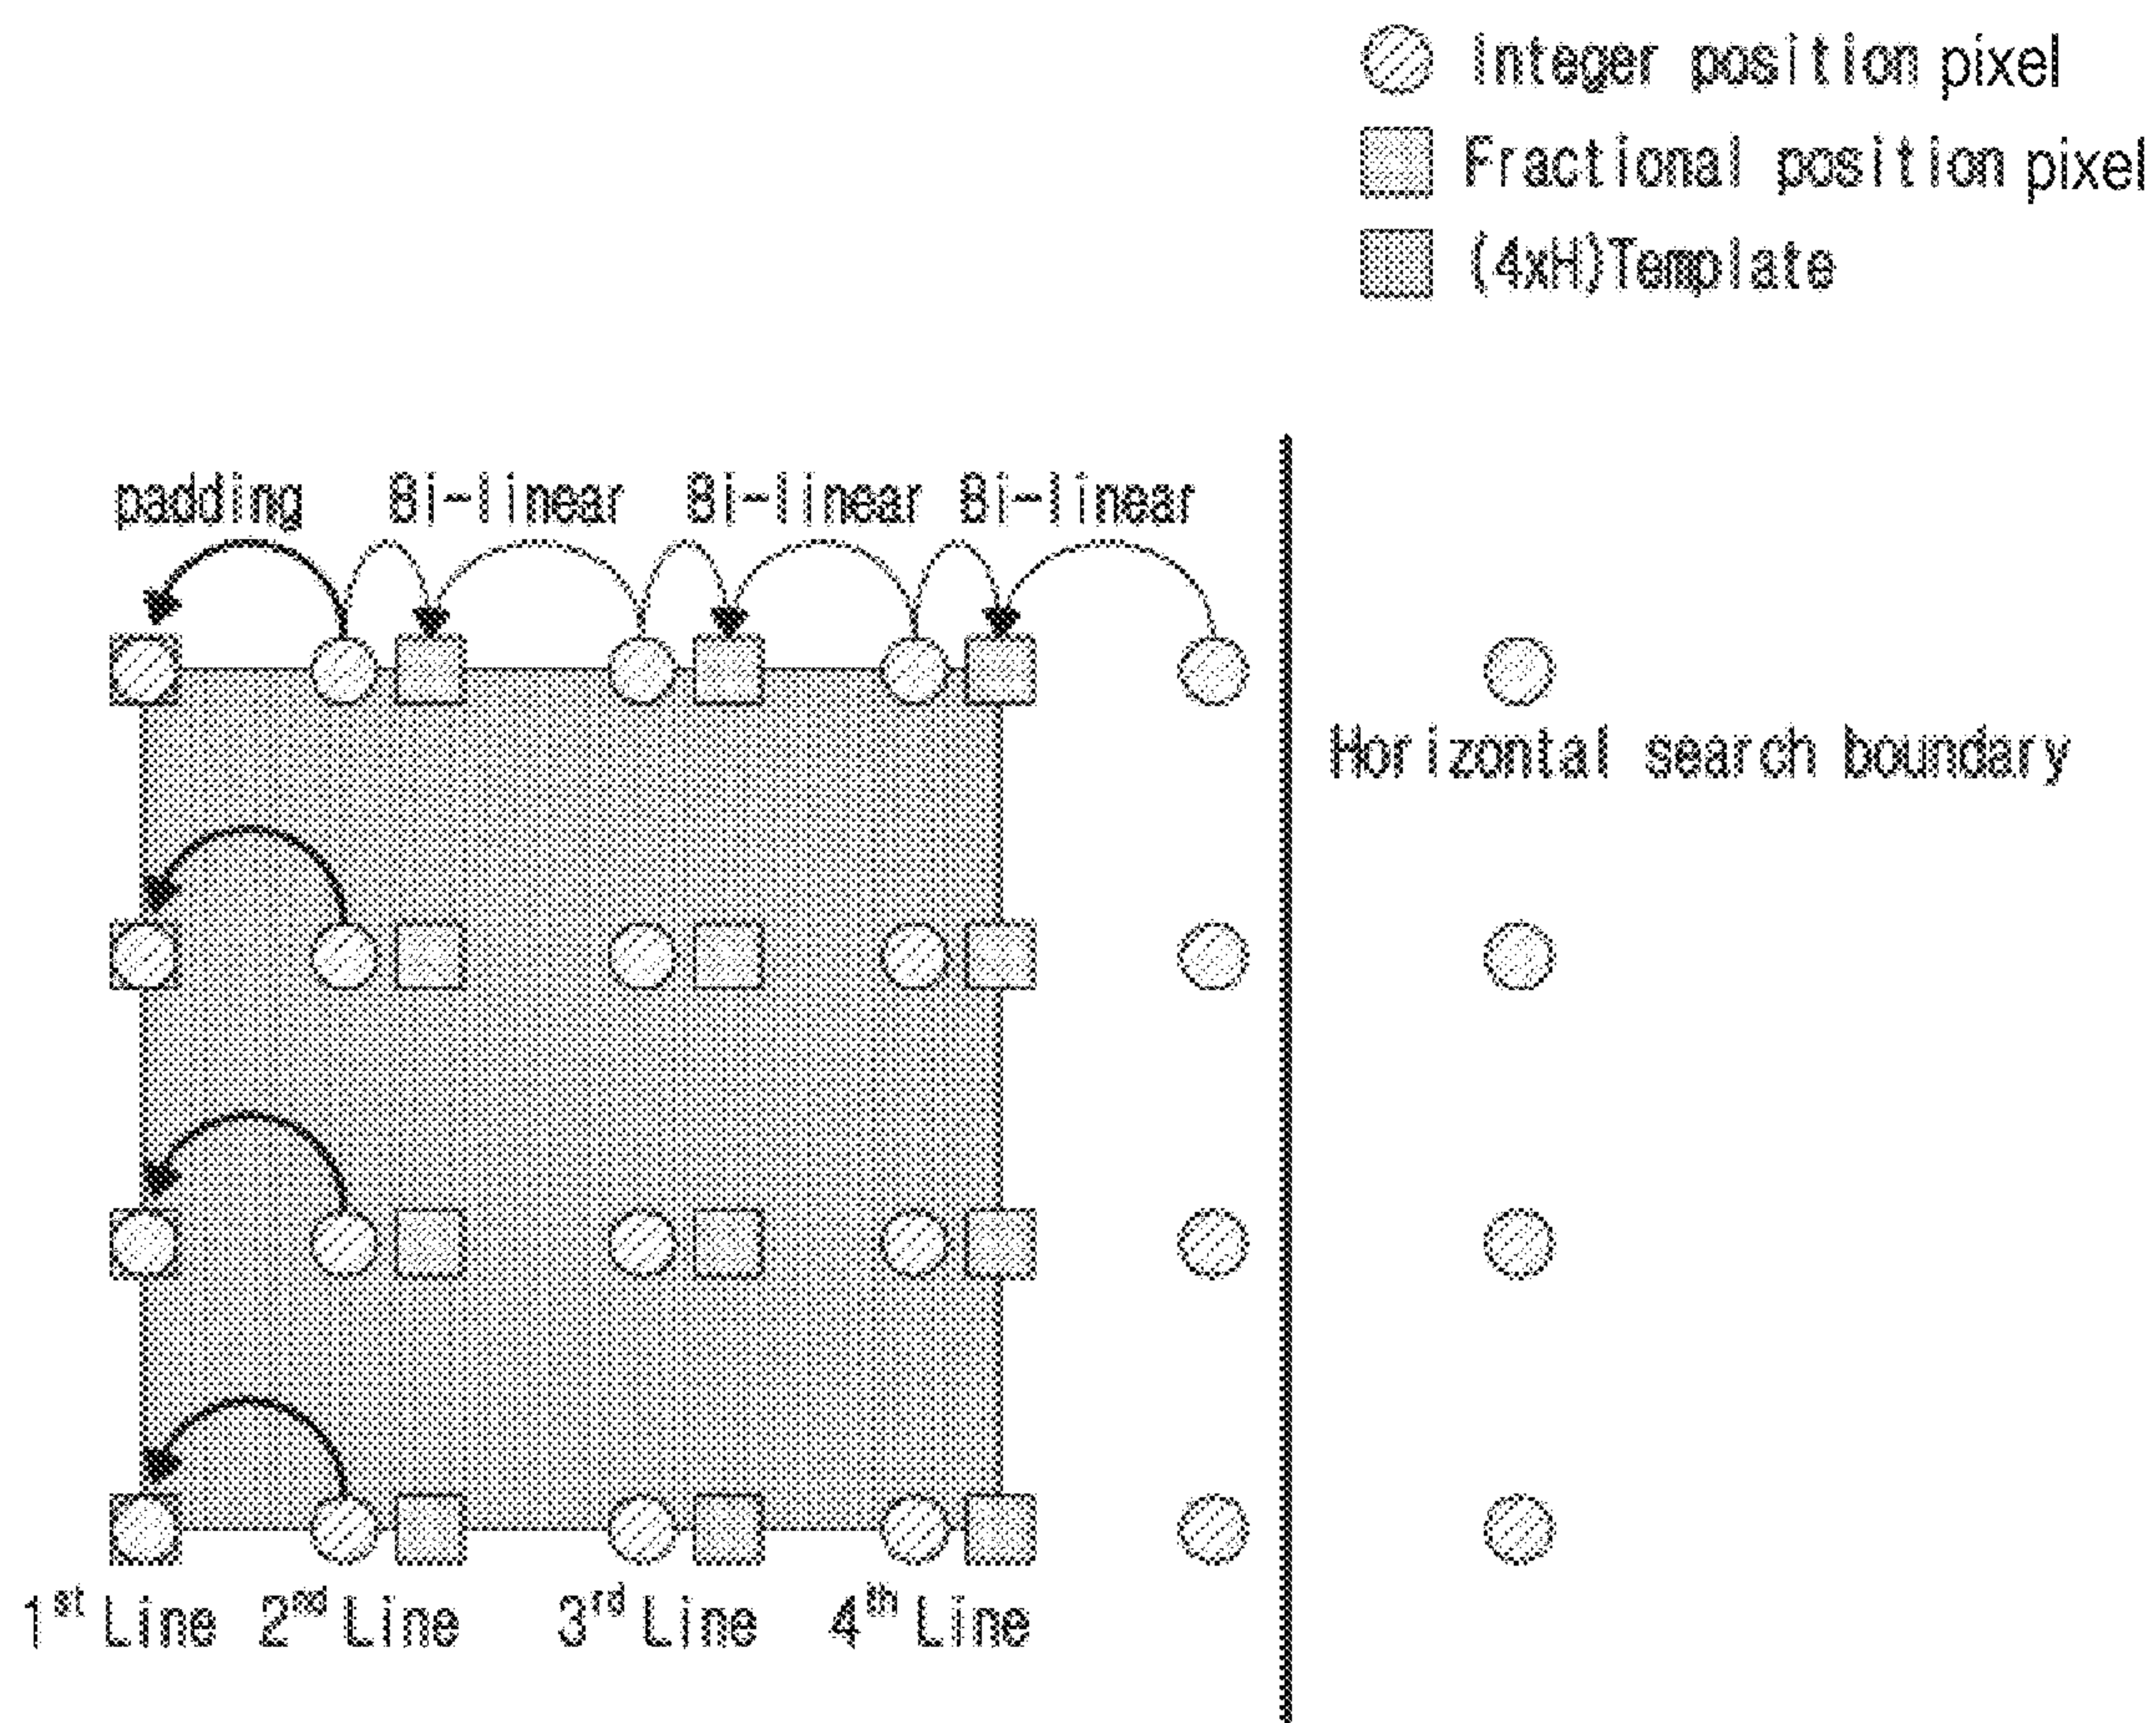 Integer position pixel
Fractional position pixel
(4xH)Template
padding Bi-linear Bi-linear Bi-linear
Horizontal search boundary
1st Line 2nd Line 3rd Line 4th Line